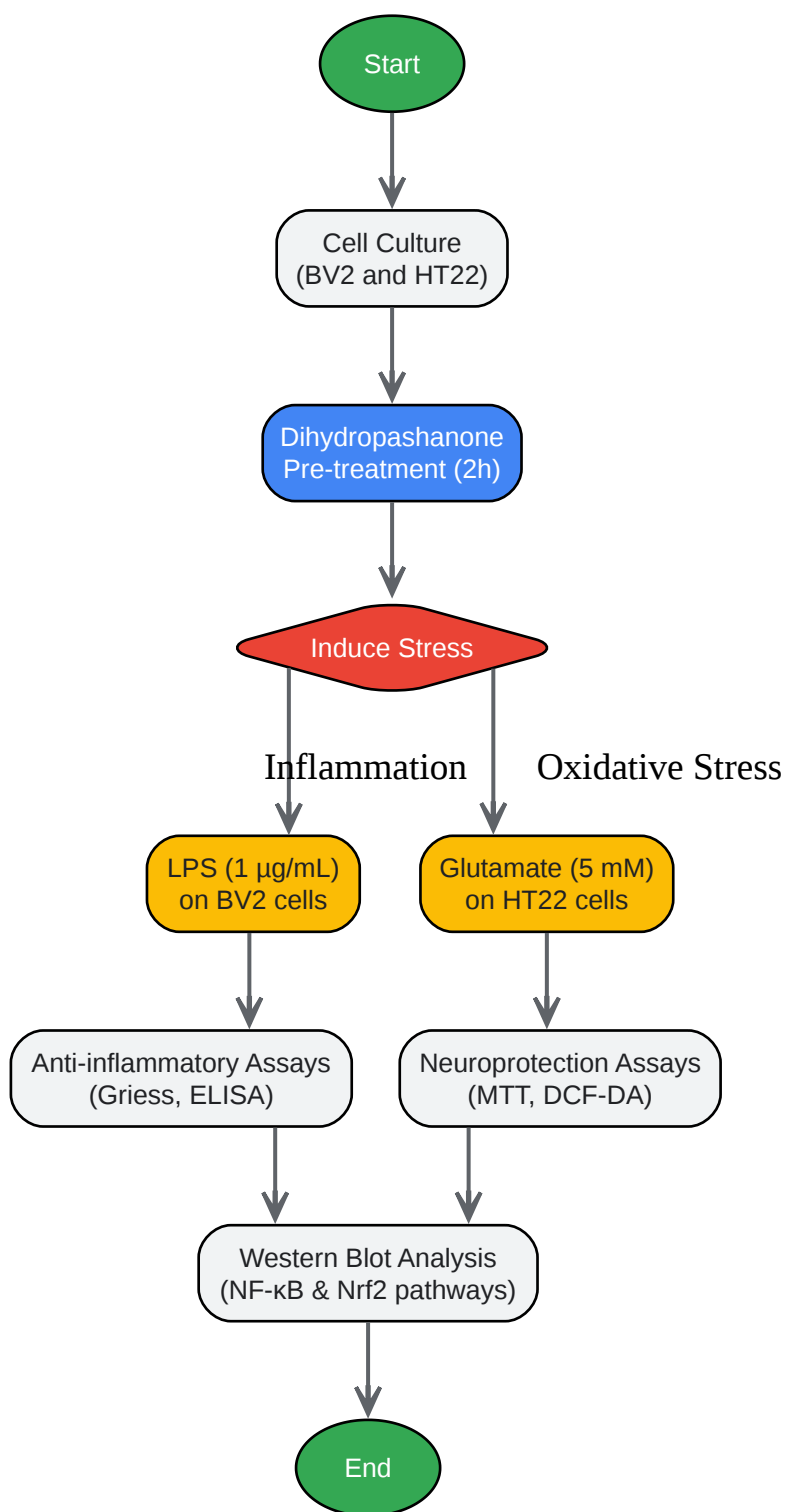 Start
Cell Culture
(BV2 and HT22)
Dihydropashanone
Pre-treatment (2h)
Induce Stress
Inflammation
Oxidative Stress
LPS (1 µg/mL)
on BV2 cells
Glutamate (5 mM)
on HT22 cells
Anti-inflammatory Assays
(Griess, ELISA)
Neuroprotection Assays
(MTT, DCF-DA)
Western Blot Analysis
(NF-κB & Nrf2 pathways)
End